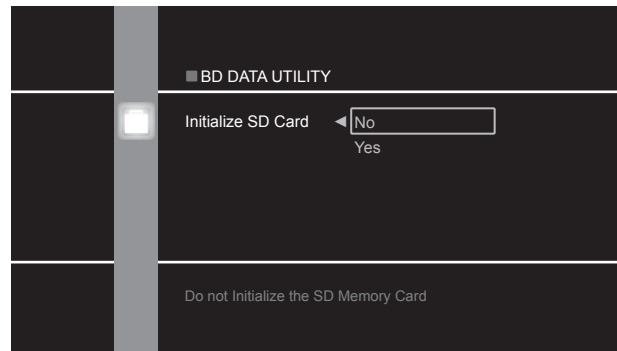 BD DATA UTILITY
Initialize SD Card ◀ No
Yes
Do not Initialize the SD Memory Card